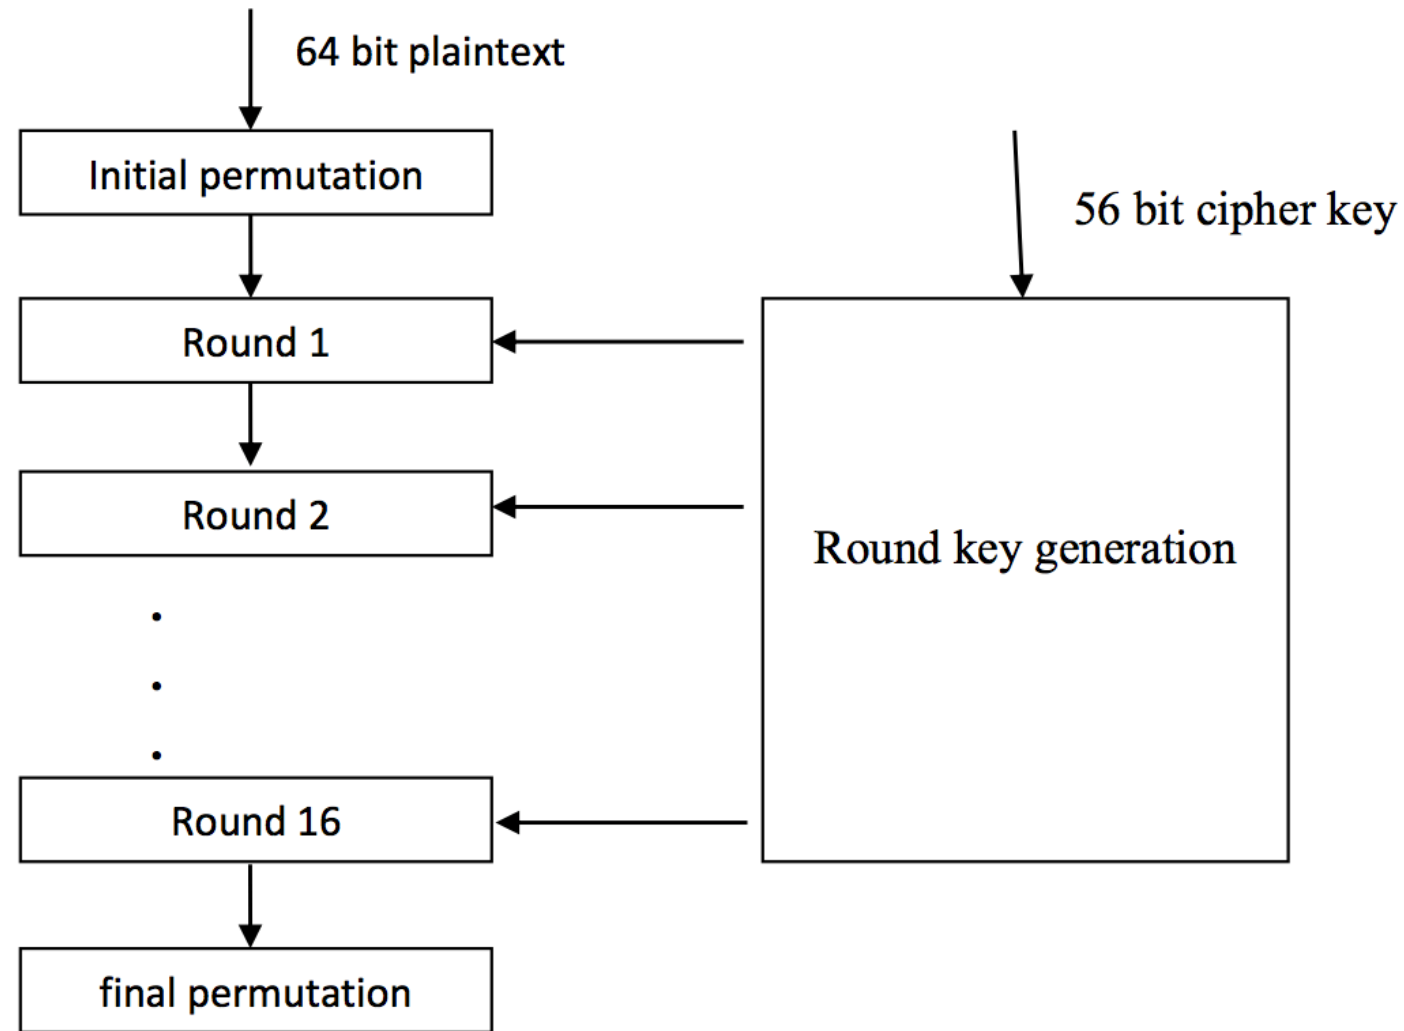 64 bit plaintext
Initial permutation
56 bit cipher key
Round 1
Round 2
Round key generation
Round 16
final permutation